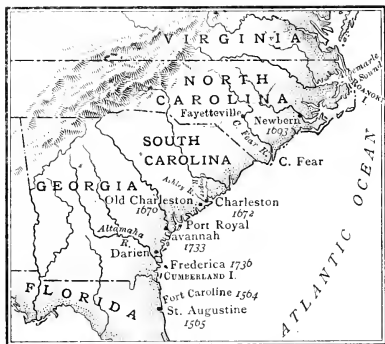 VIRGINIA
Albemarle
Sound
ROANOKE I.
NORTH
CAROLINA
Fayetteville
Newbern
1693
C. Fear R.
C. Fear
SOUTH
CAROLINA
Ashley R.
GEORGIA
Old Charleston
1670
Charleston
1672
Port Royal
Savannah
1733
Altamaha
R.
Darien
Frederica 1736
CUMBERLAND I.
FLORIDA
Fort Caroline 1564
St. Augustine
1565
ATLANTIC OCEAN